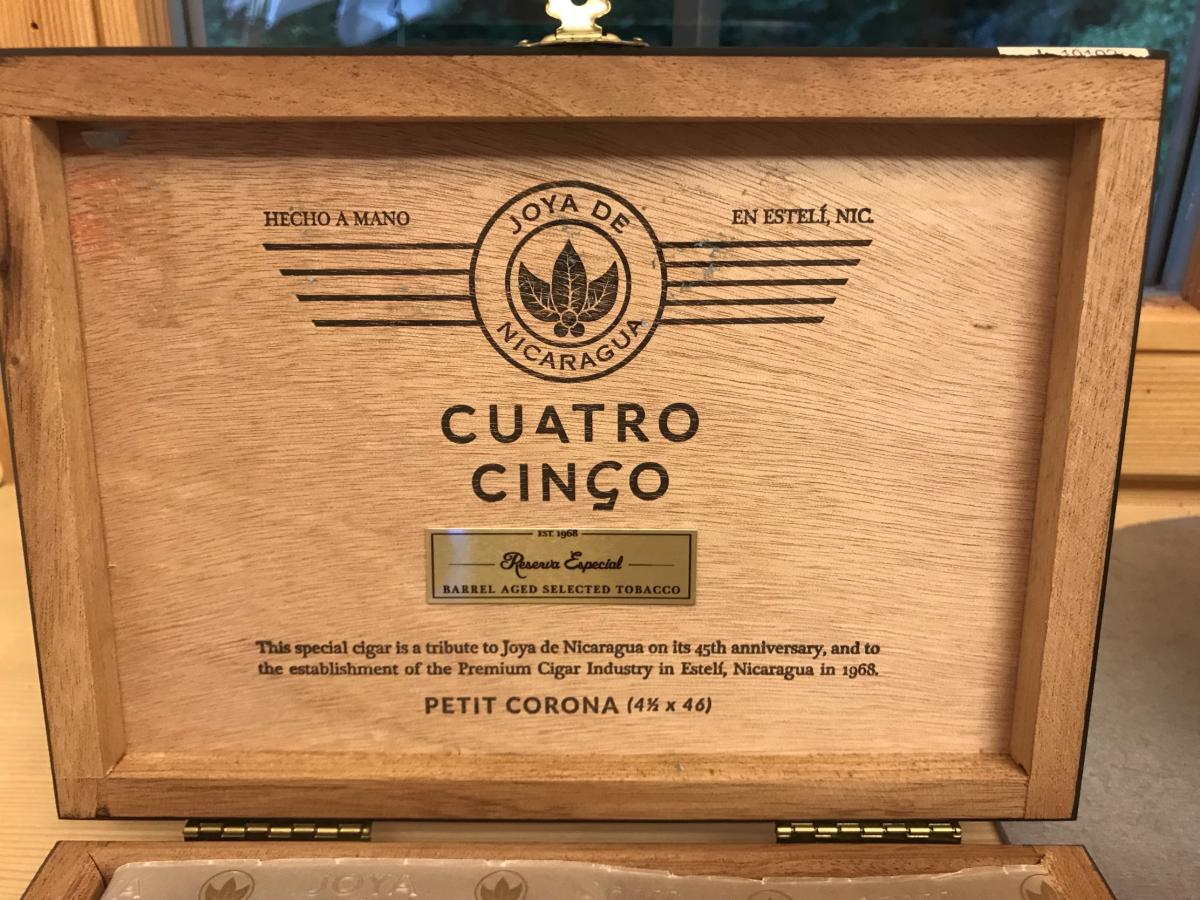 HECHO A MANO
EN ESTELÍ, NIC.
JOYA DE
NICARAGUA
CUATRO
CINCO
EST. 1968
Reserva Especial
BARREL AGED SELECTED TOBACCO
This special cigar is a tribute to Joya de Nicaragua on its 45th anniversary, and to
the establishment of the Premium Cigar Industry in Estelí, Nicaragua in 1968.
PETIT CORONA (4½ x 46)
JOYA